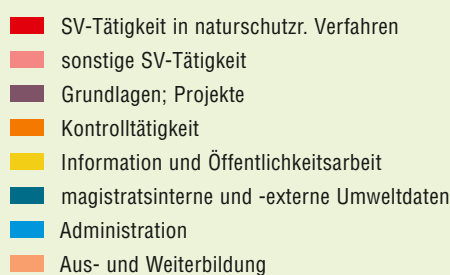 SV-Tätigkeit in naturschutzr. Verfahren
sonstige SV-Tätigkeit
Grundlagen; Projekte
Kontrolltätigkeit
Information und Öffentlichkeitsarbeit
magistratsinterne und -externe Umweltdaten
Administration
Aus- und Weiterbildung